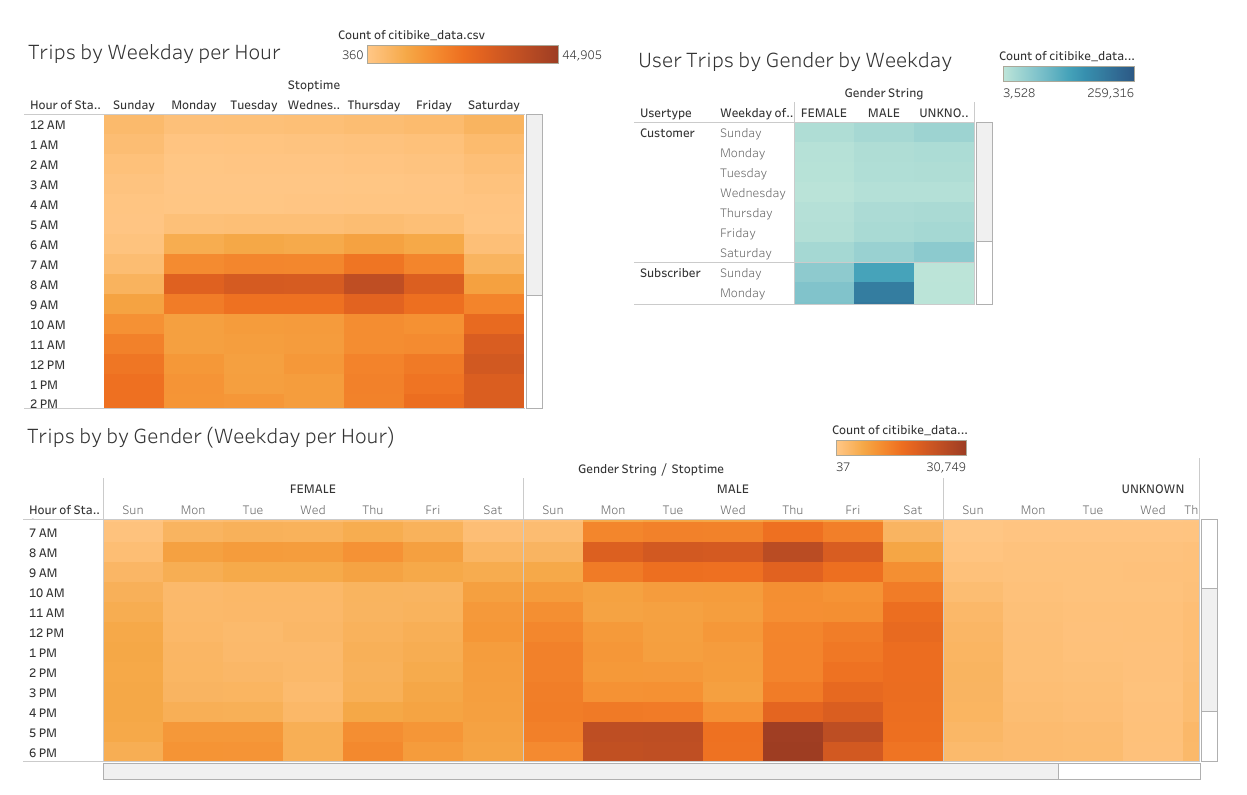 Trips by Weekday per Hour
Count of citibike_data.csv
360 44,905
Stoptime
Hour of Sta.. Sunday Monday Tuesday Wednes.. Thursday Friday Saturday
12 AM
1 AM
2 AM
3 AM
4 AM
5 AM
6 AM
7 AM
8 AM
9 AM
10 AM
11 AM
12 PM
1 PM
2 PM
User Trips by Gender by Weekday
Count of citibike_data...
3,528 259,316
Gender String
Usertype Weekday of.. FEMALE MALE UNKNO..
Customer Sunday
Monday
Tuesday
Wednesday
Thursday
Friday
Saturday
Subscriber Sunday
Monday
Trips by by Gender (Weekday per Hour)
Count of citibike_data...
37 30,749
Gender String / Stoptime
FEMALE MALE UNKNOWN
Hour of Sta.. Sun Mon Tue Wed Thu Fri Sat Sun Mon Tue Wed Thu Fri Sat Sun Mon Tue Wed Th
7 AM
8 AM
9 AM
10 AM
11 AM
12 PM
1 PM
2 PM
3 PM
4 PM
5 PM
6 PM